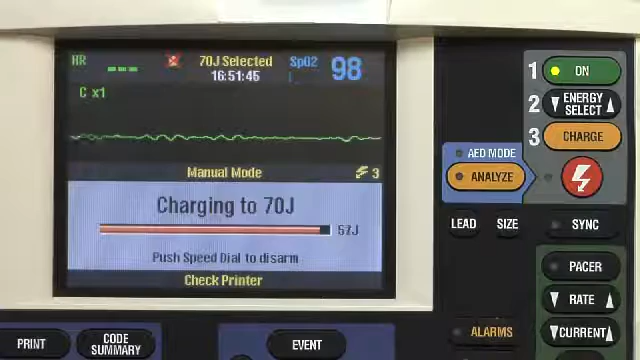 HR
---
70J Selected
16:51:45
SpO2
98
C x1
Manual Mode
3
Charging to 70J
57J
Push Speed Dial to disarm
Check Printer
1 ON
2 ENERGY SELECT
3 CHARGE
AED MODE
ANALYZE
LEAD
SIZE
SYNC
PACER
RATE
CURRENT
ALARMS
PRINT
CODE
SUMMARY
EVENT